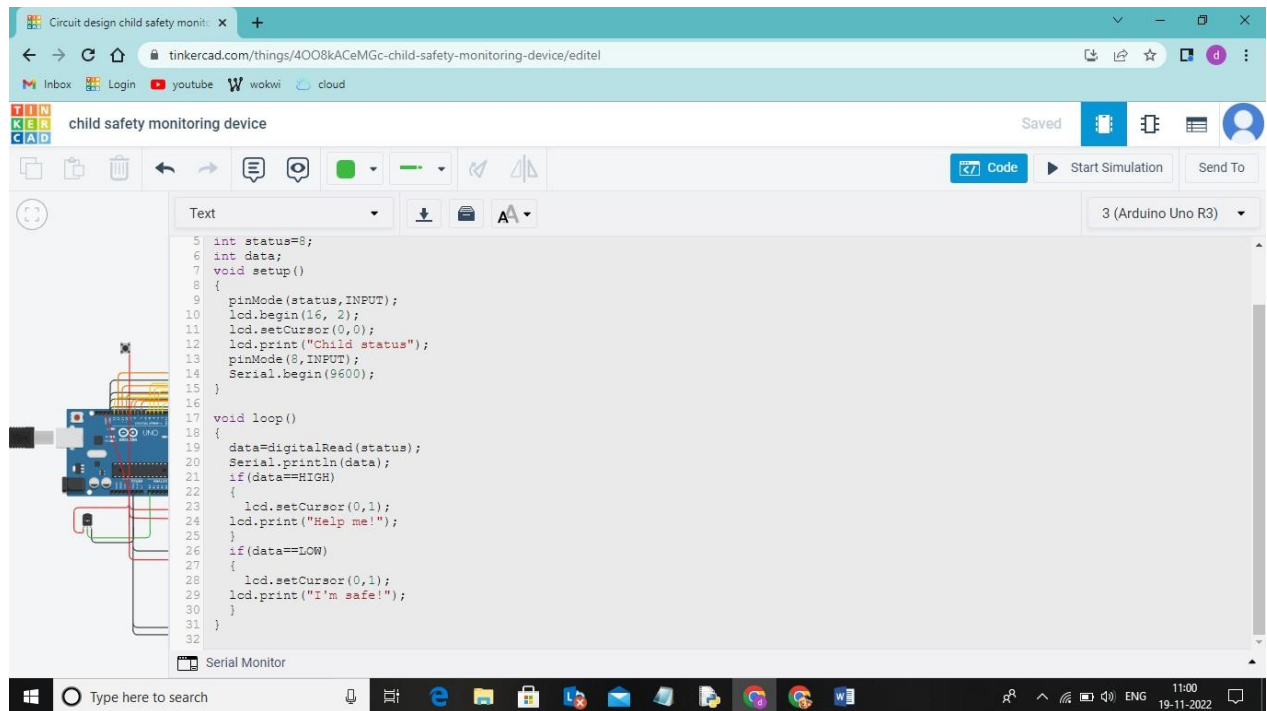 Circuit design child safety monito
tinkercad.com/things/4OO8kACeMGc-child-safety-monitoring-device/editel
Inbox Login youtube wokwi cloud
TIN
KER
CAD
child safety monitoring device
Saved
Code
Start Simulation
Send To
Text
3 (Arduino Uno R3)
5 int status=8;
6 int data;
7 void setup()
8 {
9 pinMode(status,INPUT);
10 lcd.begin(16, 2);
11 lcd.setCursor(0,0);
12 lcd.print("Child status");
13 pinMode(8,INPUT);
14 Serial.begin(9600);
15 }
16
17 void loop()
18 {
19 data=digitalRead(status);
20 Serial.println(data);
21 if(data==HIGH)
22 {
23 lcd.setCursor(0,1);
24 lcd.print("Help me!");
25 }
26 if(data==LOW)
27 {
28 lcd.setCursor(0,1);
29 lcd.print("I'm safe!");
30 }
31 }
32
UNO
Serial Monitor
Type here to search
ENG
11:00
19-11-2022